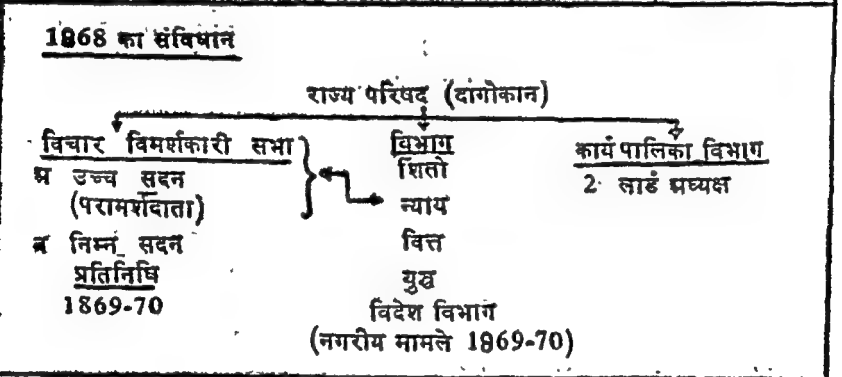 1868 का संविधान
राज्य परिषद (दांगोकान)
विचार विमर्शकारी सभा
अ उच्च सदन
(परामर्शदाता)
ब निम्न सदन
प्रतिनिधि
1869-70
विभाग
शितो
न्याय
वित्त
युद्ध
विदेश विभाग
(नगरीय मामले 1869-70)
कार्यपालिका विभाग
2 लार्ड अध्यक्ष